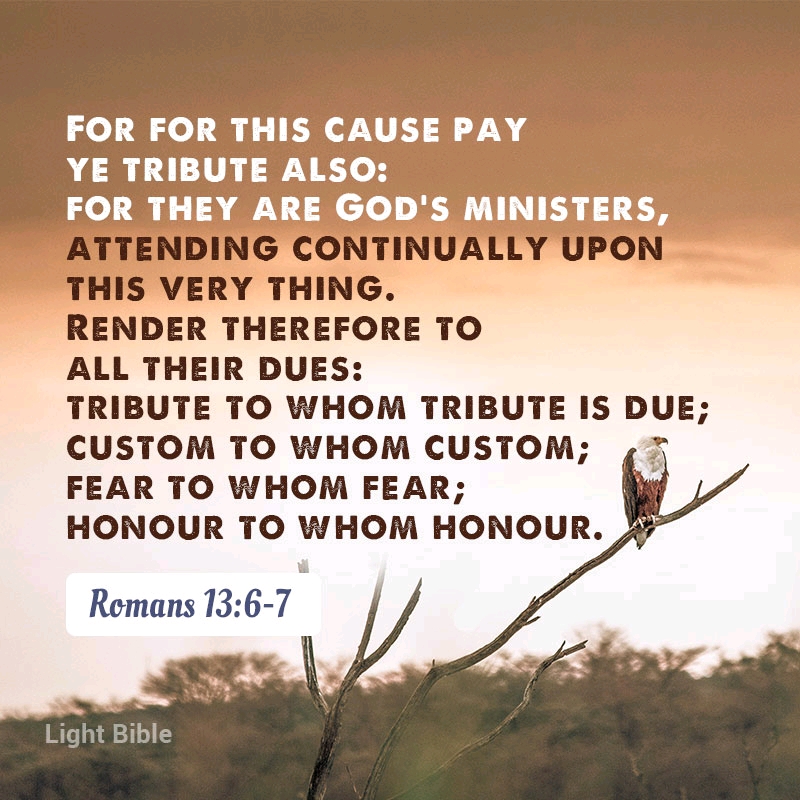 For for this cause pay
ye tribute also:
for they are God's ministers,
attending continually upon
this very thing.
Render therefore to
all their dues:
tribute to whom tribute is due;
custom to whom custom;
fear to whom fear;
honour to whom honour.
Romans 13:6-7
Light Bible